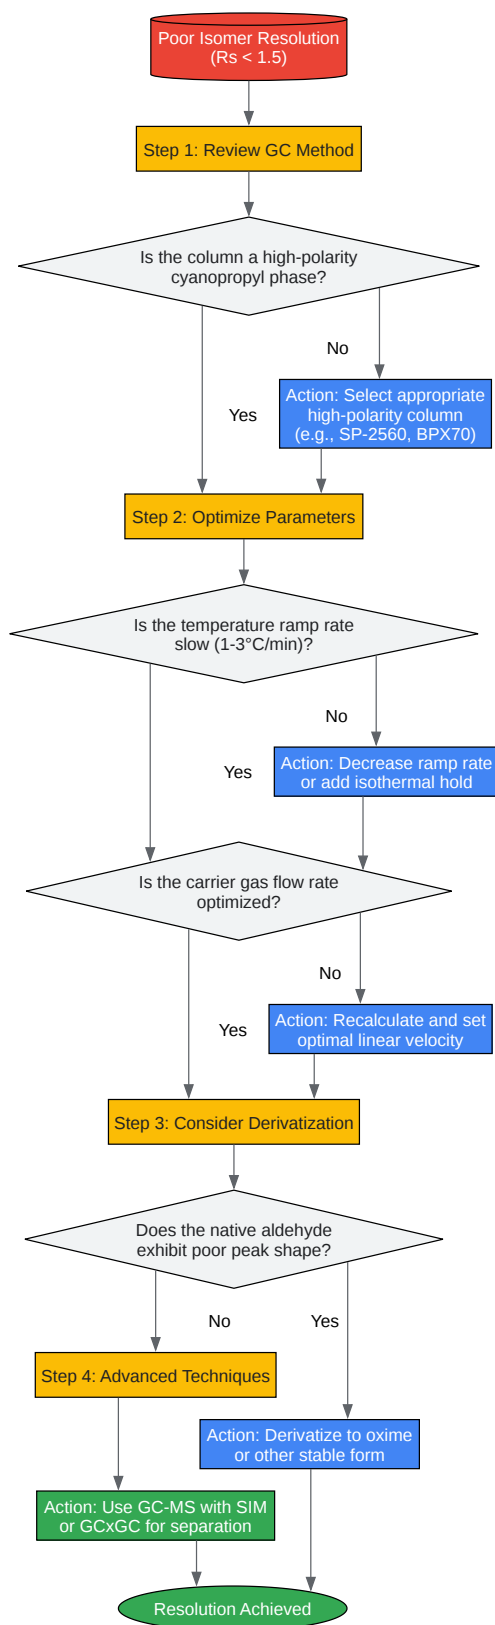 Poor Isomer Resolution
(Rs < 1.5)
Step 1: Review GC Method
Is the column a high-polarity
cyanopropyl phase?
No
Action: Select appropriate
high-polarity column
(e.g., SP-2560, BPX70)
Yes
Step 2: Optimize Parameters
Is the temperature ramp rate
slow (1-3°C/min)?
No
Action: Decrease ramp rate
or add isothermal hold
Yes
Is the carrier gas flow rate
optimized?
No
Action: Recalculate and set
optimal linear velocity
Yes
Step 3: Consider Derivatization
Does the native aldehyde
exhibit poor peak shape?
No
Yes
Step 4: Advanced Techniques
Action: Derivatize to oxime
or other stable form
Action: Use GC-MS with SIM
or GCxGC for separation
Resolution Achieved